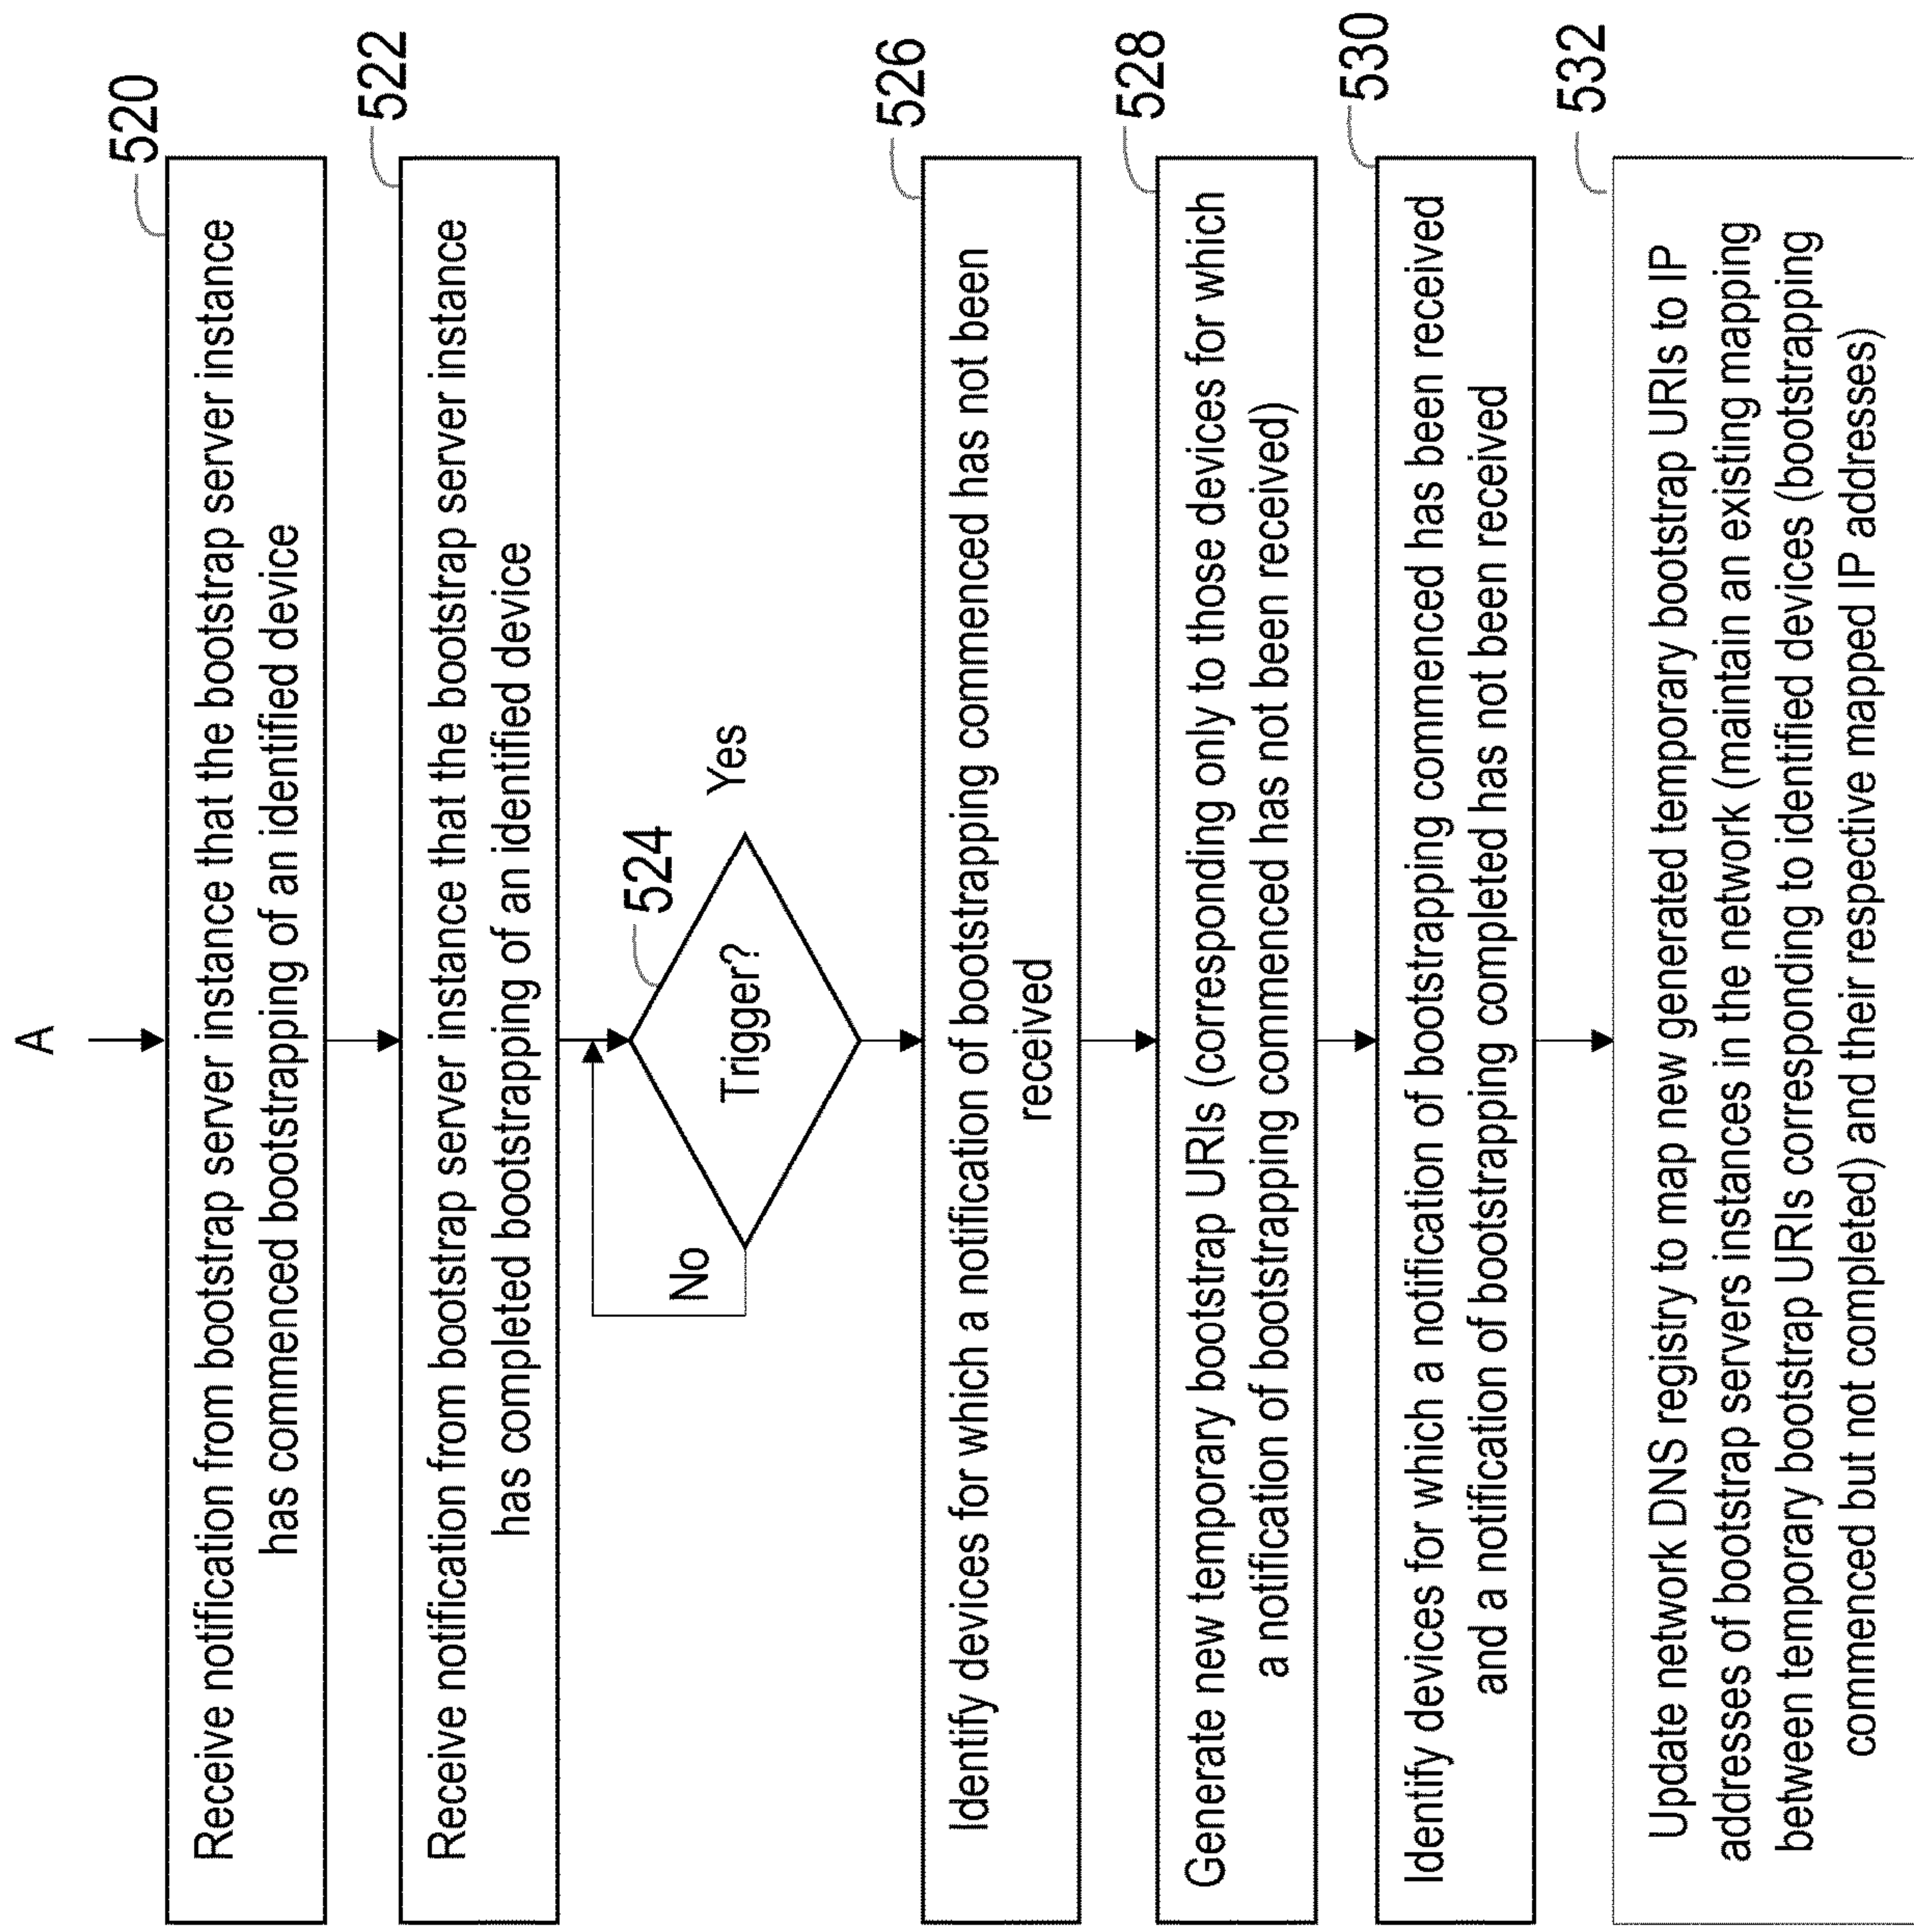 A
520
Receive notification from bootstrap server instance that the bootstrap server instance
has commenced bootstrapping of an identified device
522
Receive notification from bootstrap server instance that the bootstrap server instance
has completed bootstrapping of an identified device
524
Trigger?
No
Yes
526
Identify devices for which a notification of bootstrapping commenced has not been
received
528
Generate new temporary bootstrap URIs (corresponding only to those devices for which
a notification of bootstrapping commenced has not been received)
530
Identify devices for which a notification of bootstrapping commenced has been received
and a notification of bootstrapping completed has not been received
532
Update network DNS registry to map new generated temporary bootstrap URIs to IP
addresses of bootstrap servers instances in the network (maintain an existing mapping
between temporary bootstrap URIs corresponding to identified devices (bootstrapping
commenced but not completed) and their respective mapped IP addresses)